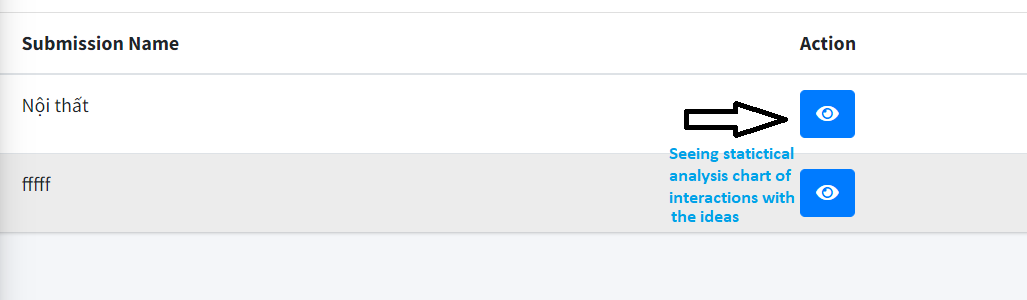 Submission Name Action
Nội thất
Seeing statictical
analysis chart of
interactions with
the ideas
fffff